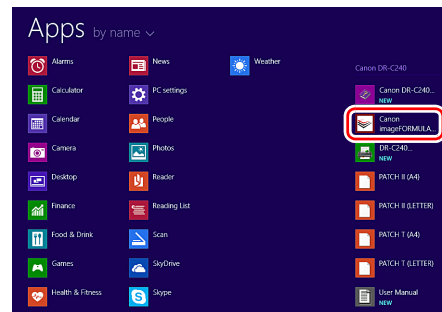 Apps by name
Alarms
Calculator
Calendar
Camera
Desktop
Finance
Food & Drink
Games
Health & Fitness
News
PC settings
People
Photos
Reader
Reading List
Scan
SkyDrive
Skype
Weather
Canon DR-C240
Canon DR-C240...
NEW
Canon
imageFORMULA...
DR-C240...
NEW
PATCH II (A4)
PATCH II (LETTER)
PATCH T (A4)
PATCH T (LETTER)
User Manual
NEW